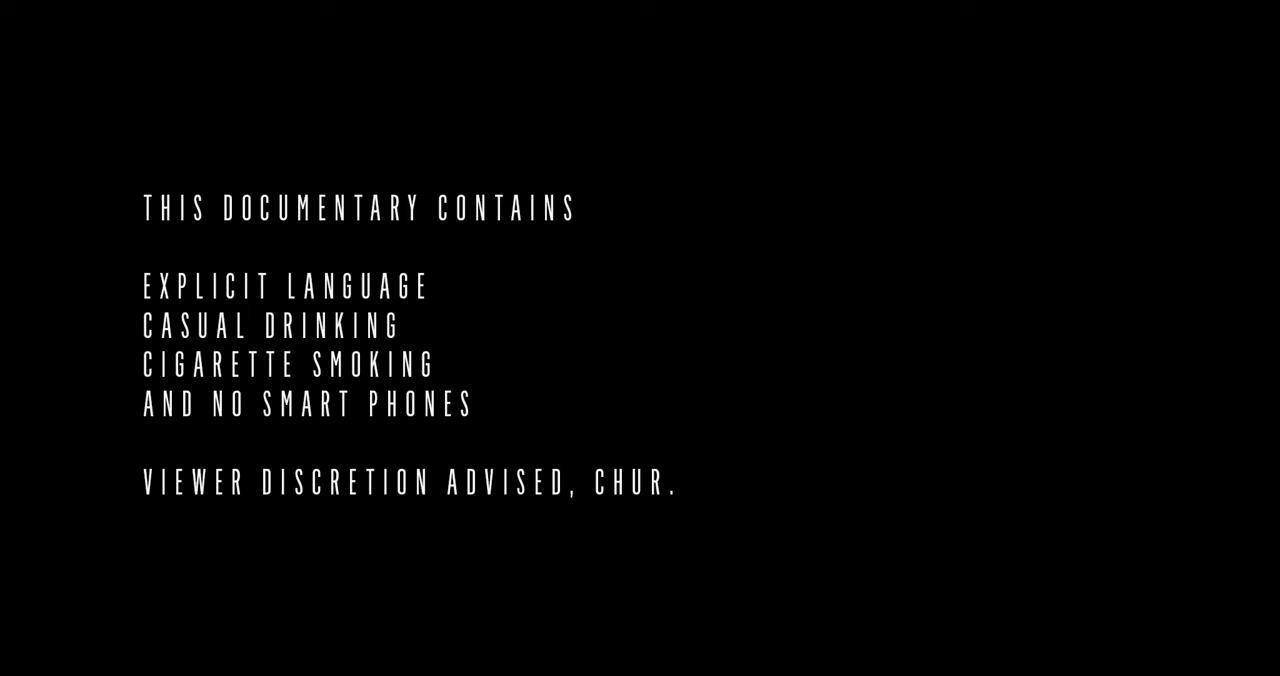 THIS DOCUMENTARY CONTAINS
EXPLICIT LANGUAGE
CASUAL DRINKING
CIGARETTE SMOKING
AND NO SMART PHONES
VIEWER DISCRETION ADVISED, CHUR.